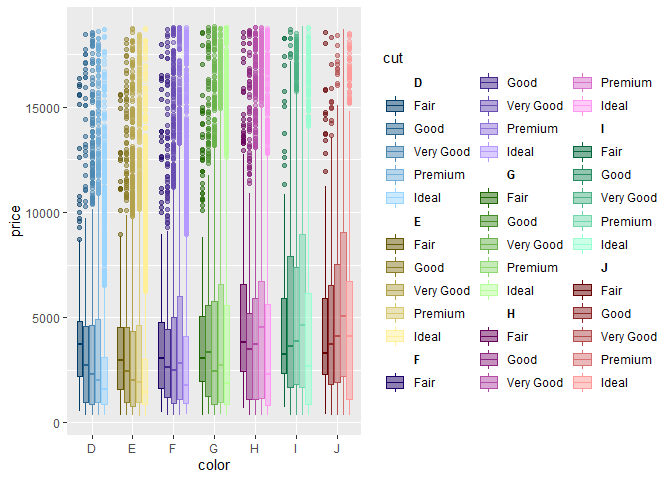 15000
10000
5000
0
price
D
E
F
G
H
I
J
color
cut
D
Fair
Good
Very Good
Premium
Ideal
E
Fair
Good
Very Good
Premium
Ideal
F
Fair
Good
Very Good
Premium
Ideal
G
Fair
Good
Very Good
Premium
Ideal
H
Fair
Good
Very Good
Premium
Ideal
I
Fair
Good
Very Good
Premium
Ideal
J
Fair
Good
Very Good
Premium
Ideal